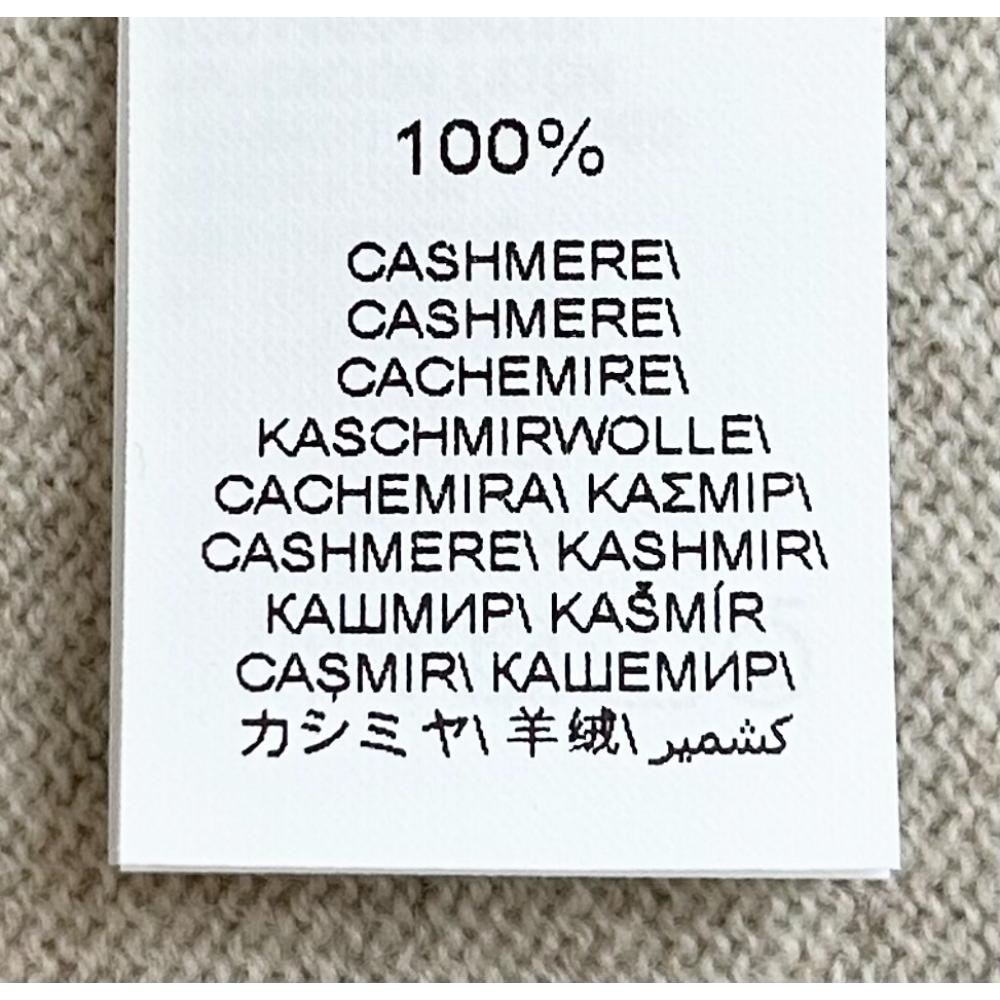 100%
CASHMERE\
CASHMERE\
CACHEMIRE\
KASCHMIRWOLLE\
CACHEMIRA\ ΚΑΣΜΙΡ\
CASHMERE\ KASHMIR\
КАШМИР\ KAŠMÍR
CAŞMIR\ КАШЕМИР\
カシミヤ\ 羊绒\ كشمير